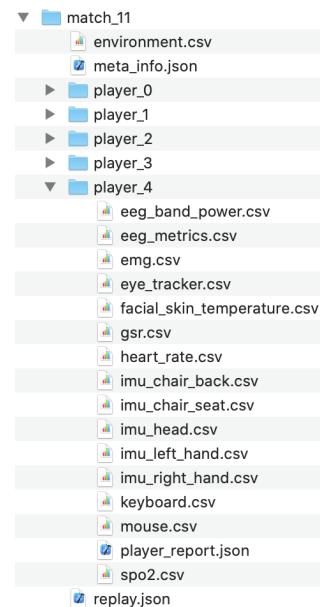 match_11
environment.csv
meta_info.json
player_0
player_1
player_2
player_3
player_4
eeg_band_power.csv
eeg_metrics.csv
emg.csv
eye_tracker.csv
facial_skin_temperature.csv
gsr.csv
heart_rate.csv
imu_chair_back.csv
imu_chair_seat.csv
imu_head.csv
imu_left_hand.csv
imu_right_hand.csv
keyboard.csv
mouse.csv
player_report.json
spo2.csv
replay.json